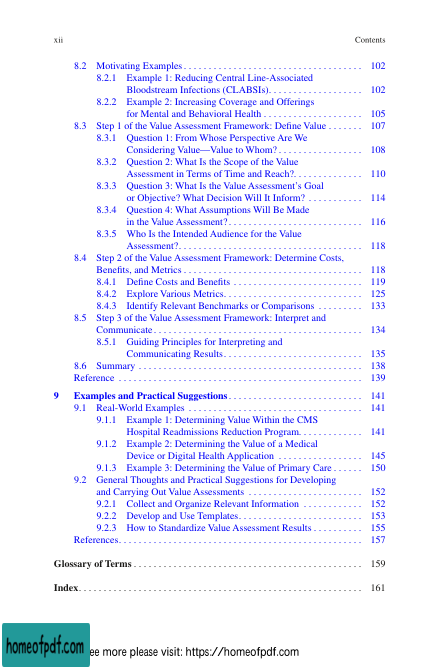 xii Contents
8.2 Motivating Examples . . . . . . . . . . . . . . . . . . . . . . . . . . . . . . . . . . . . 102
8.2.1 Example 1: Reducing Central Line-Associated
Bloodstream Infections (CLABSIs). . . . . . . . . . . . . . . . . . . 102
8.2.2 Example 2: Increasing Coverage and Offerings
for Mental and Behavioral Health . . . . . . . . . . . . . . . . . . . . 105
8.3 Step 1 of the Value Assessment Framework: Define Value . . . . . . . 107
8.3.1 Question 1: From Whose Perspective Are We
Considering Value—Value to Whom? . . . . . . . . . . . . . . . . . 108
8.3.2 Question 2: What Is the Scope of the Value
Assessment in Terms of Time and Reach?. . . . . . . . . . . . . . 110
8.3.3 Question 3: What Is the Value Assessment's Goal
or Objective? What Decision Will It Inform? . . . . . . . . . . . 114
8.3.4 Question 4: What Assumptions Will Be Made
in the Value Assessment? . . . . . . . . . . . . . . . . . . . . . . . . . . . 116
8.3.5 Who Is the Intended Audience for the Value
Assessment?. . . . . . . . . . . . . . . . . . . . . . . . . . . . . . . . . . . . . 118
8.4 Step 2 of the Value Assessment Framework: Determine Costs,
Benefits, and Metrics . . . . . . . . . . . . . . . . . . . . . . . . . . . . . . . . . . . . 118
8.4.1 Define Costs and Benefits . . . . . . . . . . . . . . . . . . . . . . . . . . 119
8.4.2 Explore Various Metrics. . . . . . . . . . . . . . . . . . . . . . . . . . . . 125
8.4.3 Identify Relevant Benchmarks or Comparisons . . . . . . . . . 133
8.5 Step 3 of the Value Assessment Framework: Interpret and
Communicate . . . . . . . . . . . . . . . . . . . . . . . . . . . . . . . . . . . . . . . . . . 134
8.5.1 Guiding Principles for Interpreting and
Communicating Results . . . . . . . . . . . . . . . . . . . . . . . . . . . . 135
8.6 Summary . . . . . . . . . . . . . . . . . . . . . . . . . . . . . . . . . . . . . . . . . . . . . 138
Reference . . . . . . . . . . . . . . . . . . . . . . . . . . . . . . . . . . . . . . . . . . . . . . . . . 139
9 Examples and Practical Suggestions . . . . . . . . . . . . . . . . . . . . . . . . . . . 141
9.1 Real-World Examples . . . . . . . . . . . . . . . . . . . . . . . . . . . . . . . . . . . 141
9.1.1 Example 1: Determining Value Within the CMS
Hospital Readmissions Reduction Program. . . . . . . . . . . . . 141
9.1.2 Example 2: Determining the Value of a Medical
Device or Digital Health Application . . . . . . . . . . . . . . . . . 145
9.1.3 Example 3: Determining the Value of Primary Care . . . . . . 150
9.2 General Thoughts and Practical Suggestions for Developing
and Carrying Out Value Assessments . . . . . . . . . . . . . . . . . . . . . . . 152
9.2.1 Collect and Organize Relevant Information . . . . . . . . . . . . 152
9.2.2 Develop and Use Templates. . . . . . . . . . . . . . . . . . . . . . . . . 153
9.2.3 How to Standardize Value Assessment Results . . . . . . . . . . 155
References. . . . . . . . . . . . . . . . . . . . . . . . . . . . . . . . . . . . . . . . . . . . . . . . . 157
Glossary of Terms . . . . . . . . . . . . . . . . . . . . . . . . . . . . . . . . . . . . . . . . . . . . . . 159
Index. . . . . . . . . . . . . . . . . . . . . . . . . . . . . . . . . . . . . . . . . . . . . . . . . . . . . . . . . 161
homeofpdf.com ee more please visit: https://homeofpdf.com